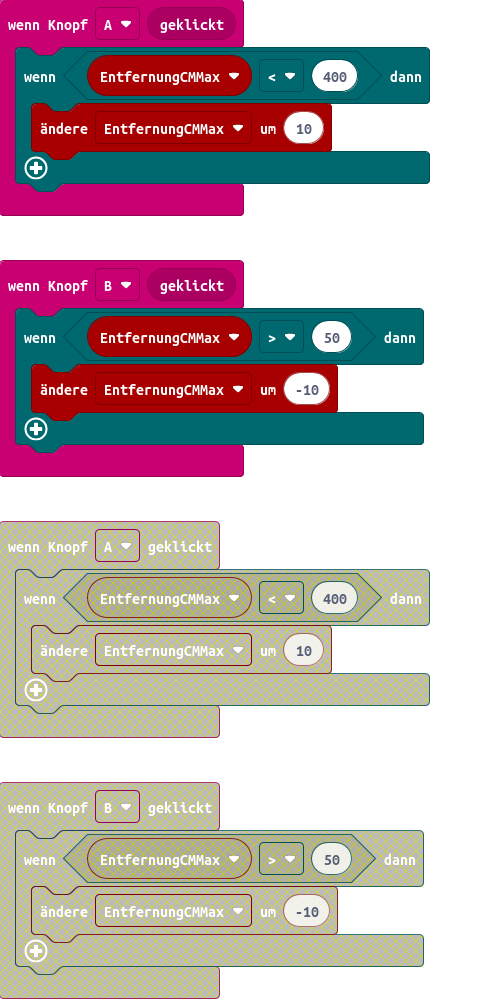 wenn Knopf A geklickt
wenn EntfernungCMMax < 400 dann
ändere EntfernungCMMax um 10
wenn Knopf B geklickt
wenn EntfernungCMMax > 50 dann
ändere EntfernungCMMax um -10
wenn Knopf A geklickt
wenn EntfernungCMMax < 400 dann
ändere EntfernungCMMax um 10
wenn Knopf B geklickt
wenn EntfernungCMMax > 50 dann
ändere EntfernungCMMax um -10